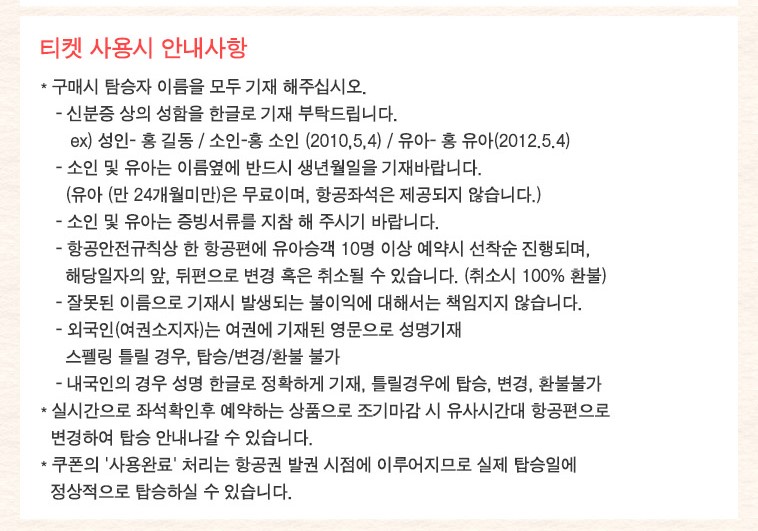 티켓 사용시 안내사항
* 구매시 탑승자 이름을 모두 기재 해주십시오.
- 신분증 상의 성함을 한글로 기재 부탁드립니다.
ex) 성인- 홍 길동 / 소인-홍 소인 (2010,5,4) / 유아- 홍 유아(2012.5.4)
- 소인 및 유아는 이름옆에 반드시 생년월일을 기재바랍니다.
(유아 (만 24개월미만)은 무료이며, 항공좌석은 제공되지 않습니다.)
- 소인 및 유아는 증빙서류를 지참 해 주시기 바랍니다.
- 항공안전규칙상 한 항공편에 유아승객 10명 이상 예약시 선착순 진행되며,
해당일자의 앞, 뒤편으로 변경 혹은 취소될 수 있습니다. (취소시 100% 환불)
- 잘못된 이름으로 기재시 발생되는 불이익에 대해서는 책임지지 않습니다.
- 외국인(여권소지자)는 여권에 기재된 영문으로 성명기재
스펠링 틀릴 경우, 탑승/변경/환불 불가
- 내국인의 경우 성명 한글로 정확하게 기재, 틀릴경우에 탑승, 변경, 환불불가
* 실시간으로 좌석확인후 예약하는 상품으로 조기마감 시 유사시간대 항공편으로
변경하여 탑승 안내나갈 수 있습니다.
* 쿠폰의 '사용완료' 처리는 항공권 발권 시점에 이루어지므로 실제 탑승일에
정상적으로 탑승하실 수 있습니다.